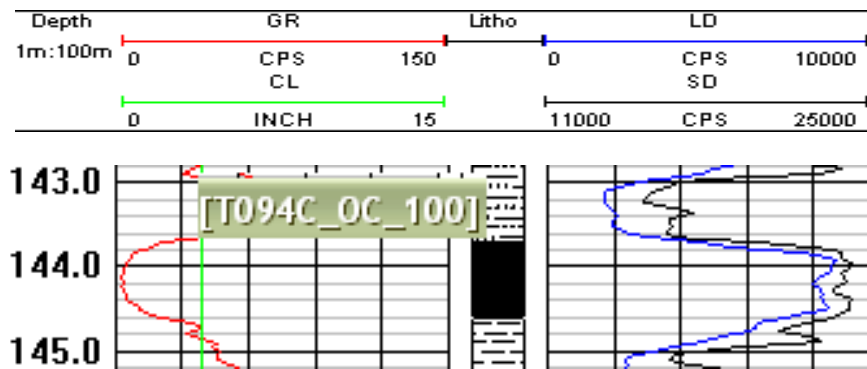 Depth GR Litho LD
1m:100m 0 CPS 150 0 CPS 10000
CL SD
0 INCH 15 11000 CPS 25000
143.0
[T094C_OC_100]
144.0
145.0